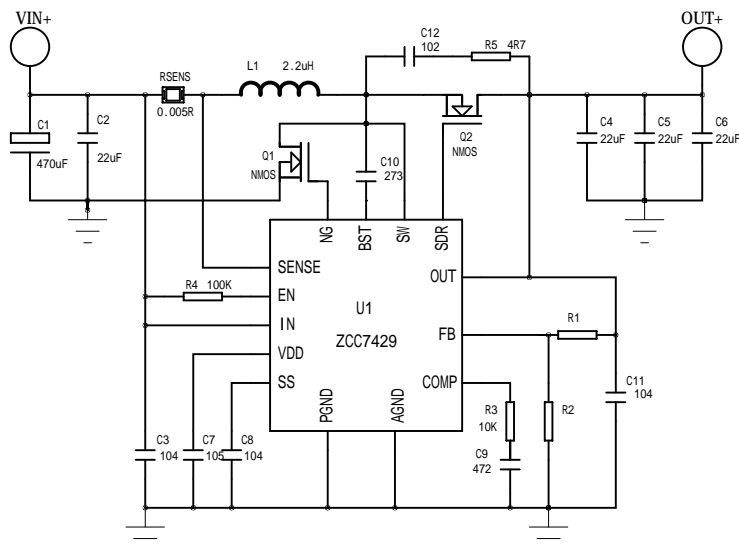 VIN+
OUT+
C12
102
R5 4R7
L1 2.2uH
RSENS
0.005R
C1
470uF
C2
22uF
Q1
NMOS
C10
273
Q2
NMOS
C4
22uF
C5
22uF
C6
22uF
NG
BST
SW
SDR
SENSE
OUT
R4 100K
EN
IN
U1
ZCC7429
FB
R1
VDD
SS
COMP
PGND
AGND
R3
10K
R2
C11
104
C3
104
C7
105
C8
104
C9
472